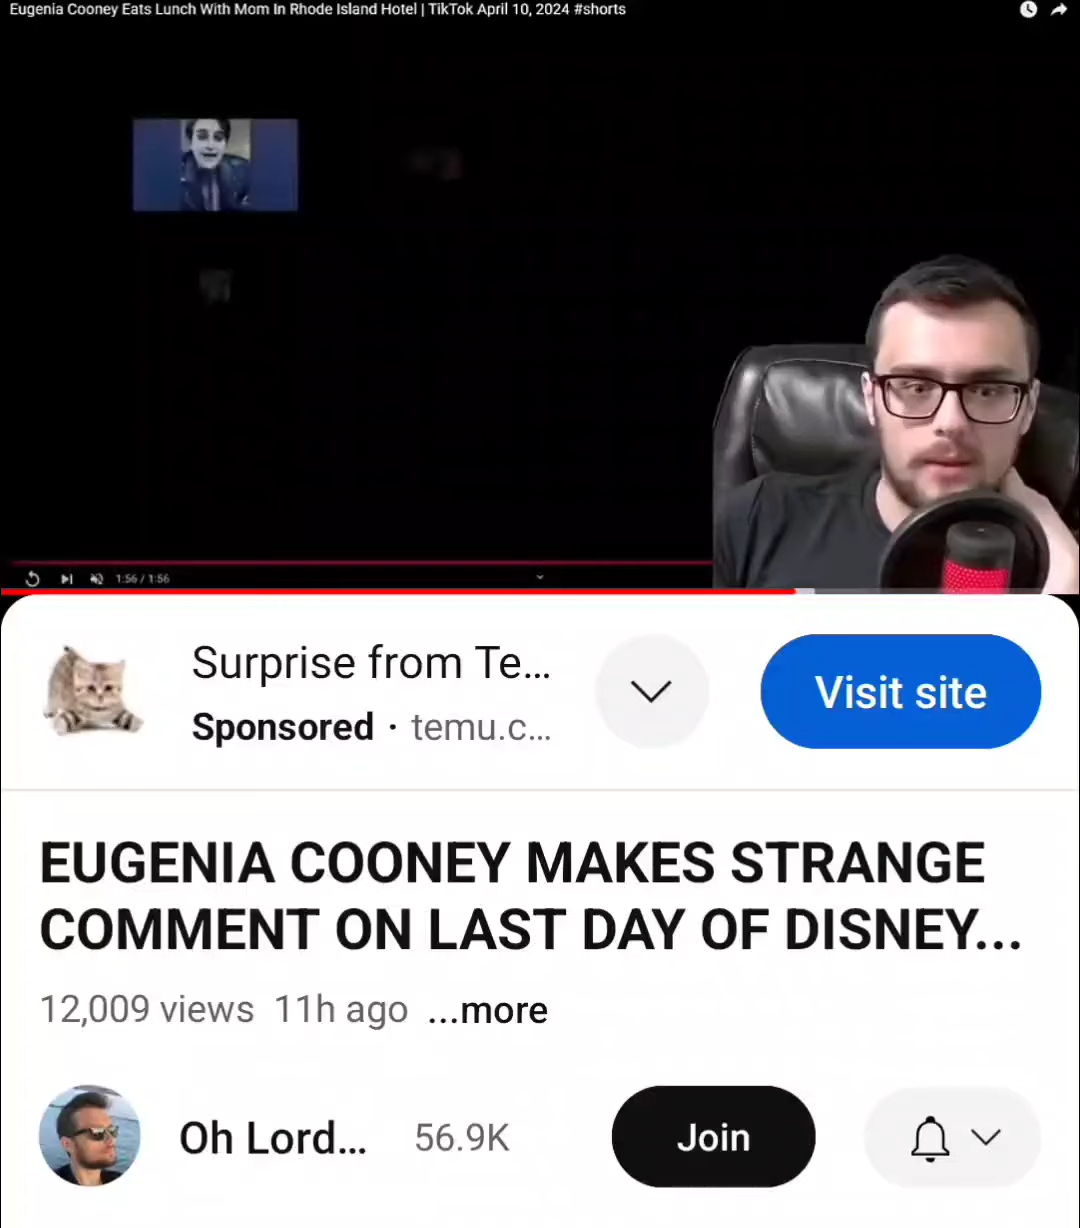 Eugenia Cooney Eats Lunch With Mom In Rhode Island Hotel | TikTok April 10, 2024 #shorts
1:56 / 1:56
Surprise from Te...
Sponsored · temu.c...
Visit site
EUGENIA COONEY MAKES STRANGE
COMMENT ON LAST DAY OF DISNEY...
12,009 views 11h ago ...more
Oh Lord... 56.9K
Join